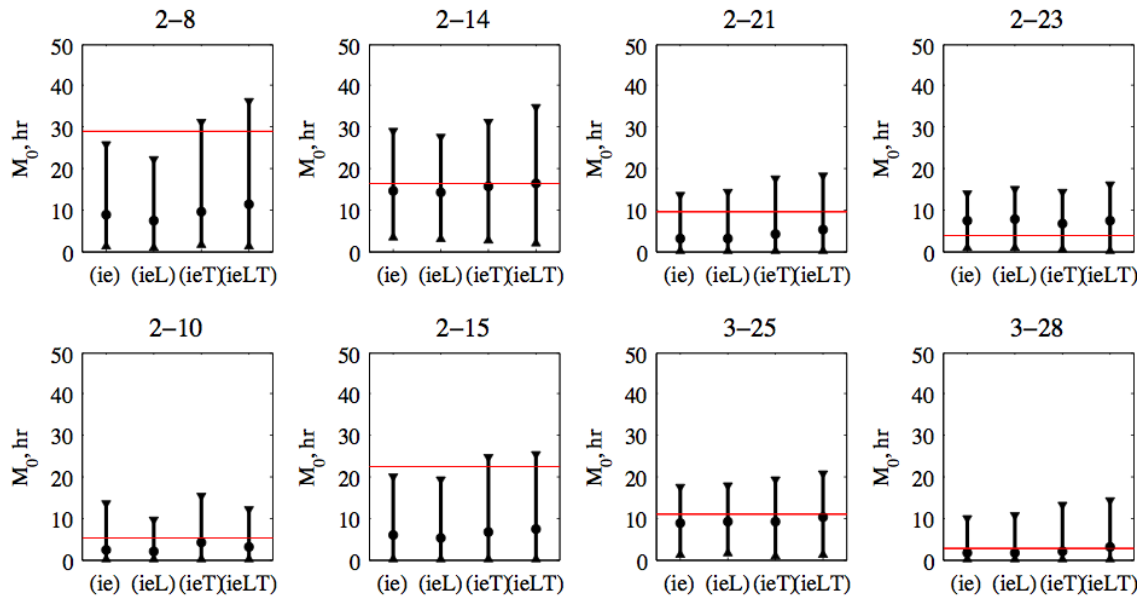 2–8 2–14 2–21 2–23
50 50 50 50
40 40 40 40
30 30 30 30
20 20 20 20
10 10 10 10
0 0 0 0
M0, hr M0, hr M0, hr M0, hr
(ie) (ieL) (ieT) (ieLT) (ie) (ieL) (ieT) (ieLT) (ie) (ieL) (ieT) (ieLT) (ie) (ieL) (ieT) (ieLT)
2–10 2–15 3–25 3–28
50 50 50 50
40 40 40 40
30 30 30 30
20 20 20 20
10 10 10 10
0 0 0 0
M0, hr M0, hr M0, hr M0, hr
(ie) (ieL) (ieT) (ieLT) (ie) (ieL) (ieT) (ieLT) (ie) (ieL) (ieT) (ieLT) (ie) (ieL) (ieT) (ieLT)